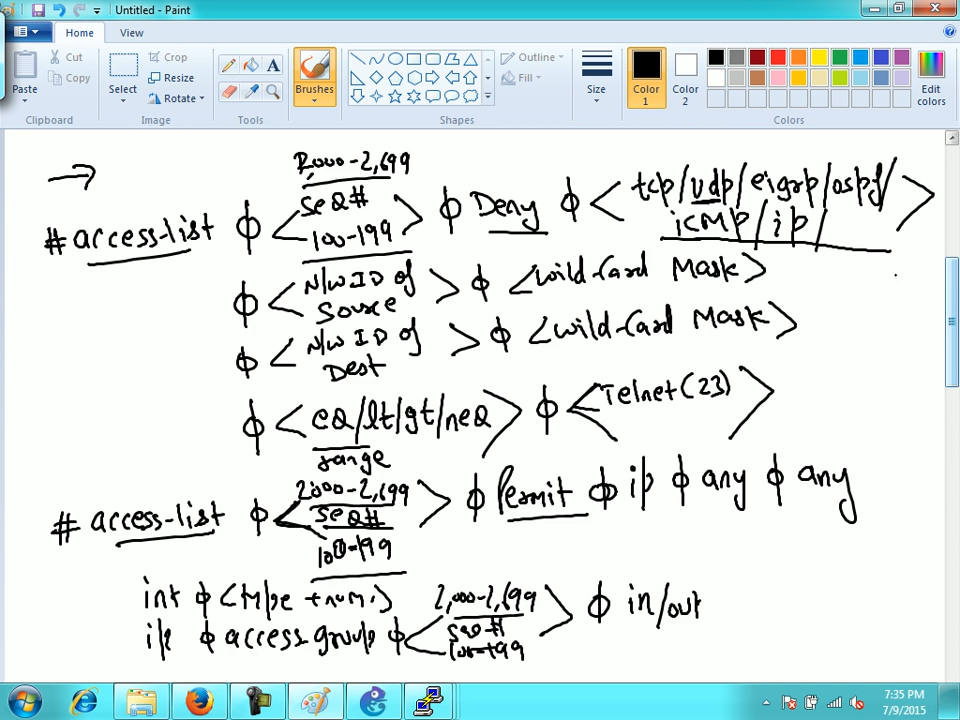 Untitled - Paint
Home View
Paste Cut Copy Clipboard
Select Crop Resize Rotate Image
Tools
Brushes
Outline Fill Shapes
Size
Color 1 Color 2 Edit colors Colors
→ 2000-2,699
# access-list ϕ < SeQ# > ϕ Deny ϕ < tcp/udp/eigrp/ospf/ >
100-199 icMp/ip/
ϕ < N/w ID of Source > ϕ <wild-Card Mask>
ϕ < N/w ID of Dest > ϕ <wild-Card Mask>
ϕ < eQ/lt/gt/neQ > ϕ < Telnet(23) >
range
2000-2,699
# access-list ϕ < SeQ# > ϕ Permit ϕ ip ϕ any ϕ any
100-199
int ϕ <type + num>
2,000-2,699
ip ϕ access-group ϕ < seq# > ϕ in/out
100-199
7:35 PM
7/9/2015